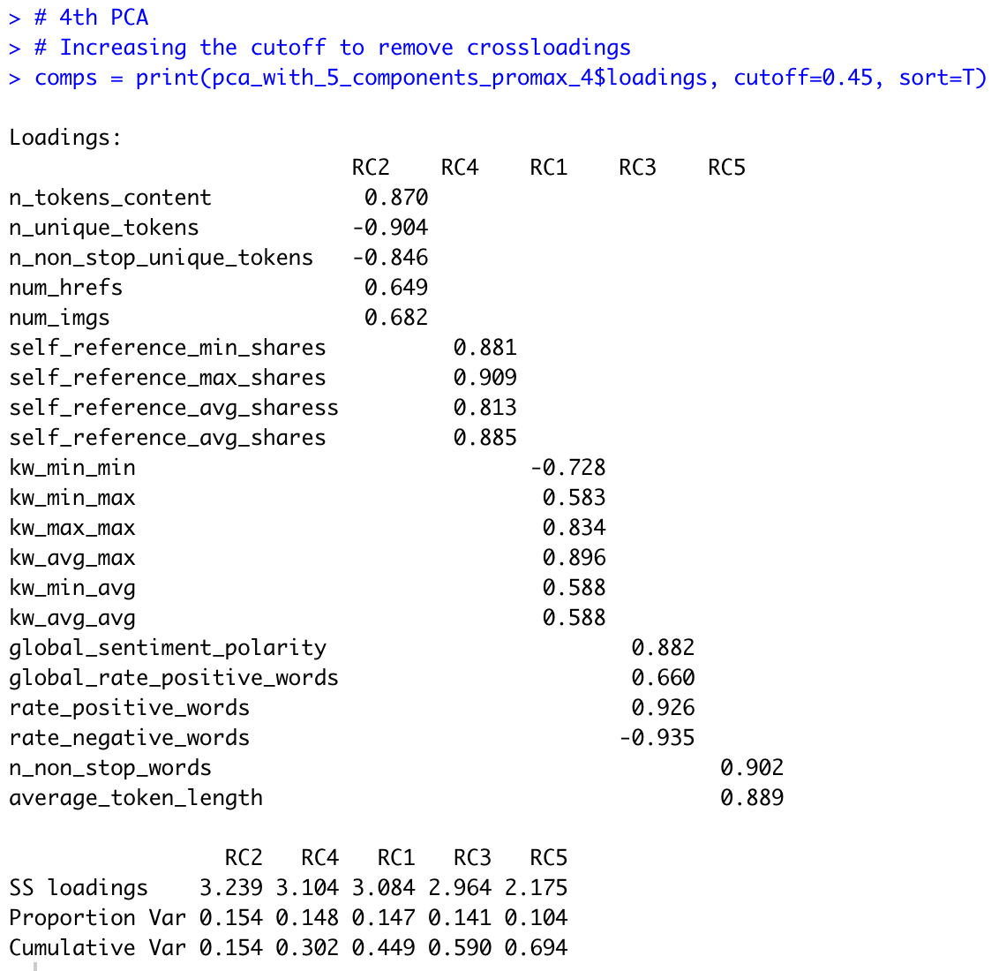 > # 4th PCA
> # Increasing the cutoff to remove crossloadings
> comps = print(pca_with_5_components_promax_4$loadings, cutoff=0.45, sort=T)
Loadings:
RC2 RC4 RC1 RC3 RC5
n_tokens_content 0.870
n_unique_tokens -0.904
n_non_stop_unique_tokens -0.846
num_hrefs 0.649
num_imgs 0.682
self_reference_min_shares 0.881
self_reference_max_shares 0.909
self_reference_avg_sharess 0.813
self_reference_avg_shares 0.885
kw_min_min -0.728
kw_min_max 0.583
kw_max_max 0.834
kw_avg_max 0.896
kw_min_avg 0.588
kw_avg_avg 0.588
global_sentiment_polarity 0.882
global_rate_positive_words 0.660
rate_positive_words 0.926
rate_negative_words -0.935
n_non_stop_words 0.902
average_token_length 0.889
RC2 RC4 RC1 RC3 RC5
SS loadings 3.239 3.104 3.084 2.964 2.175
Proportion Var 0.154 0.148 0.147 0.141 0.104
Cumulative Var 0.154 0.302 0.449 0.590 0.694